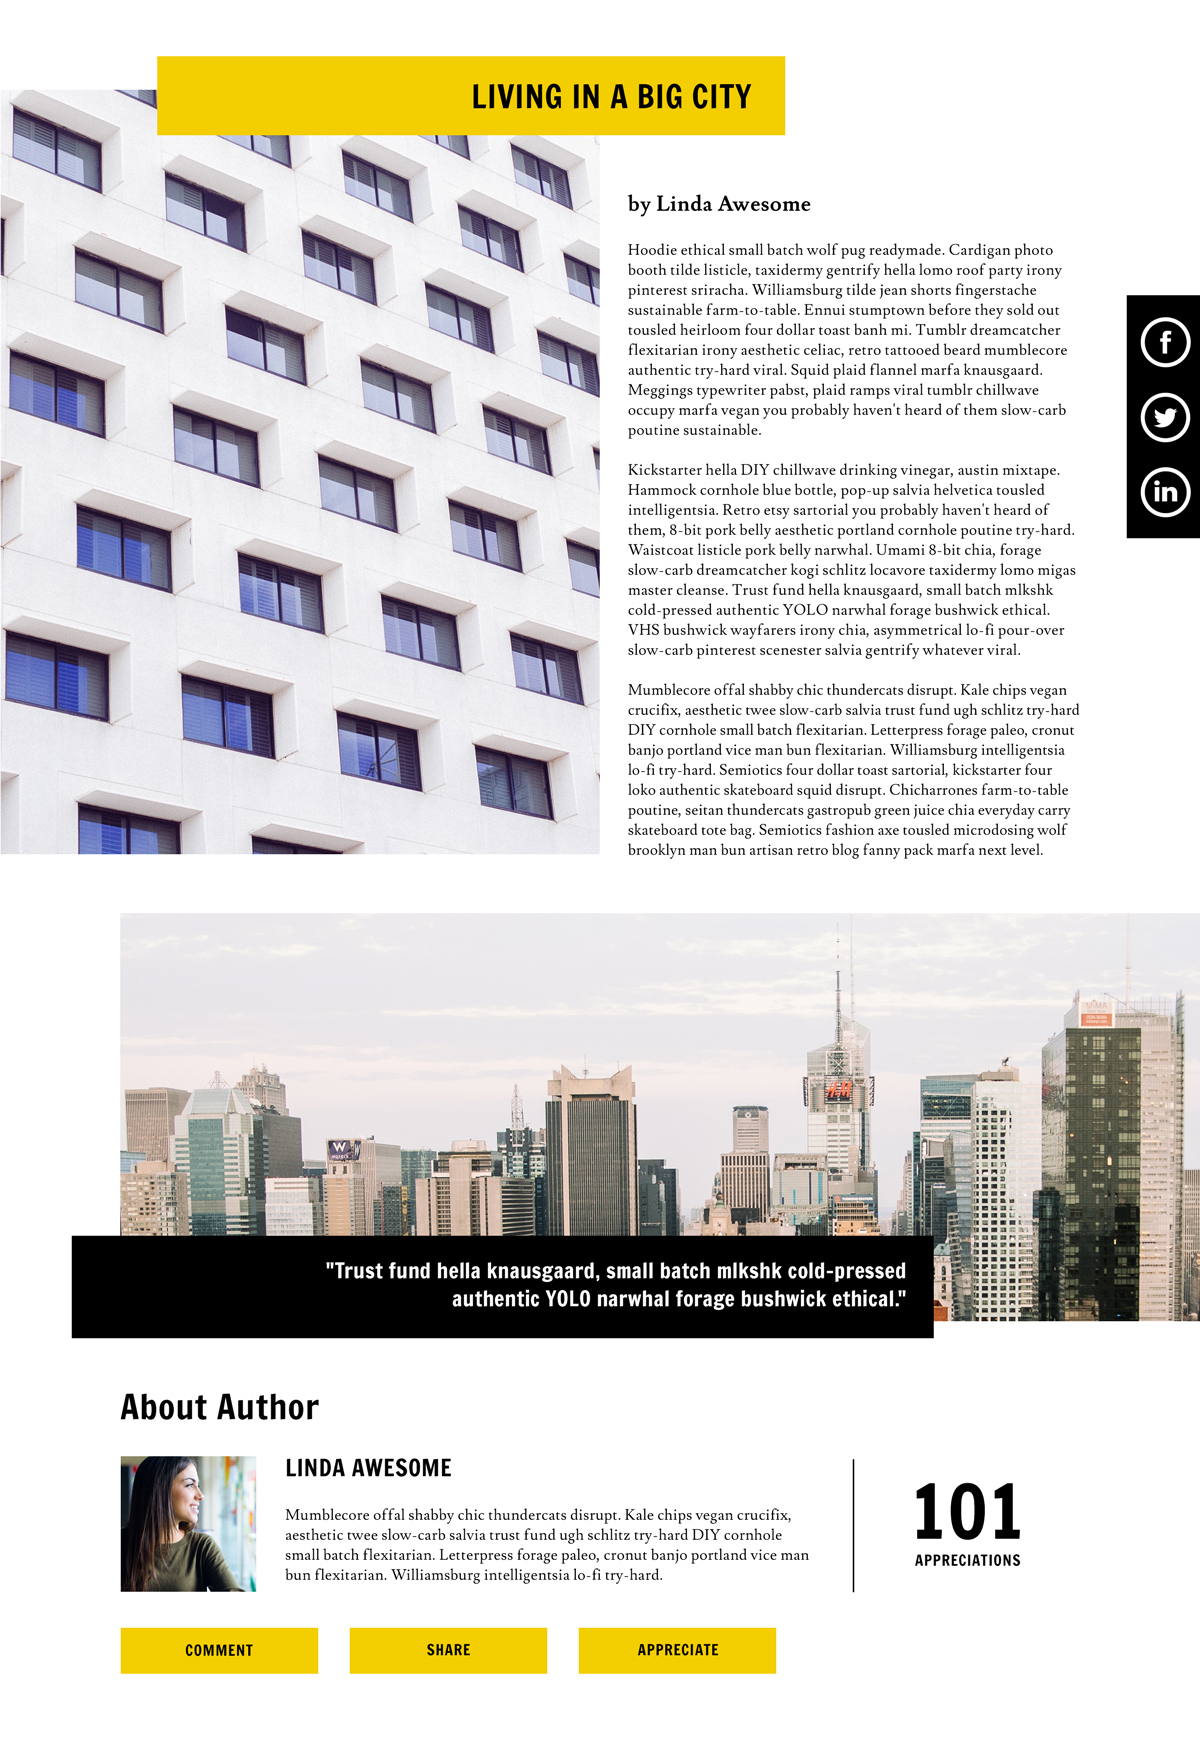 LIVING IN A BIG CITY
by Linda Awesome
Hoodie ethical small batch wolf pug readymade. Cardigan photo
booth tilde listicle, taxidermy gentrify hella lomo roof party irony
pinterest sriracha. Williamsburg tilde jean shorts fingerstache
sustainable farm-to-table. Ennui stumptown before they sold out
tousled heirloom four dollar toast banh mi. Tumblr dreamcatcher
flexitarian irony aesthetic celiac, retro tattooed beard mumblecore
authentic try-hard viral. Squid plaid flannel marfa knausgaard.
Meggings typewriter pabst, plaid ramps viral tumblr chillwave
occupy marfa vegan you probably haven't heard of them slow-carb
poutine sustainable.
Kickstarter hella DIY chillwave drinking vinegar, austin mixtape.
Hammock cornhole blue bottle, pop-up salvia helvetica tousled
intelligentsia. Retro etsy sartorial you probably haven't heard of
them, 8-bit pork belly aesthetic portland cornhole poutine try-hard.
Waistcoat listicle pork belly narwhal. Umami 8-bit chia, forage
slow-carb dreamcatcher kogi schlitz locavore taxidermy lomo migas
master cleanse. Trust fund hella knausgaard, small batch mlkshk
cold-pressed authentic YOLO narwhal forage bushwick ethical.
VHS bushwick wayfarers irony chia, asymmetrical lo-fi pour-over
slow-carb pinterest scenester salvia gentrify whatever viral.
Mumblecore offal shabby chic thundercats disrupt. Kale chips vegan
crucifix, aesthetic twee slow-carb salvia trust fund ugh schlitz try-hard
DIY cornhole small batch flexitarian. Letterpress forage paleo, cronut
banjo portland vice man bun flexitarian. Williamsburg intelligentsia
lo-fi try-hard. Semiotics four dollar toast sartorial, kickstarter four
loko authentic skateboard squid disrupt. Chicharrones farm-to-table
poutine, seitan thundercats gastropub green juice chia everyday carry
skateboard tote bag. Semiotics fashion axe tousled microdosing wolf
brooklyn man bun artisan retro blog fanny pack marfa next level.
f
in
H&M
W
"Trust fund hella knausgaard, small batch mlkshk cold-pressed
authentic YOLO narwhal forage bushwick ethical."
About Author
LINDA AWESOME
Mumblecore offal shabby chic thundercats disrupt. Kale chips vegan crucifix,
aesthetic twee slow-carb salvia trust fund ugh schlitz try-hard DIY cornhole
small batch flexitarian. Letterpress forage paleo, cronut banjo portland vice man
bun flexitarian. Williamsburg intelligentsia lo-fi try-hard.
101
APPRECIATIONS
COMMENT
SHARE
APPRECIATE